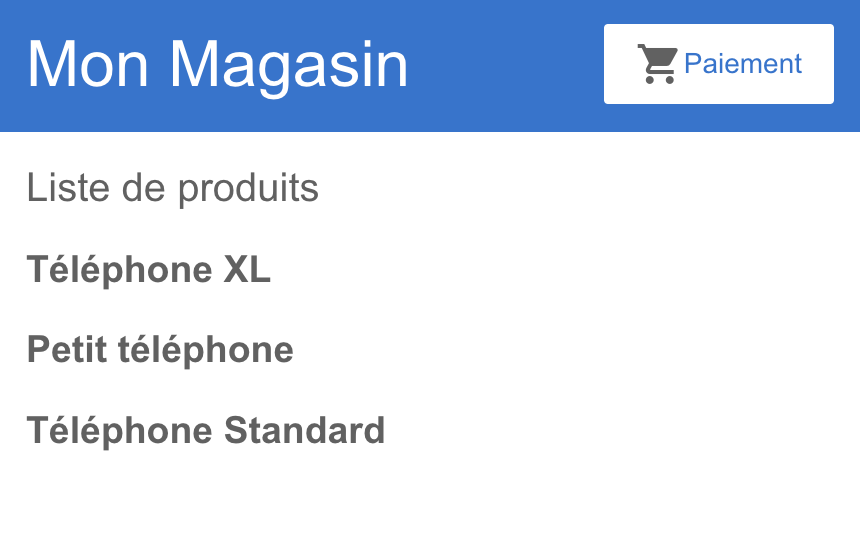 Mon Magasin
Paiement
Liste de produits
Téléphone XL
Petit téléphone
Téléphone Standard